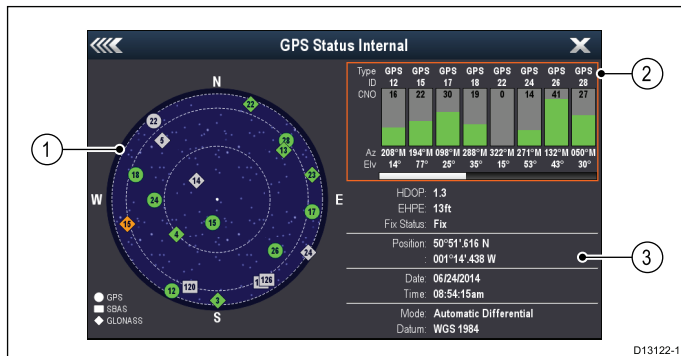 GPS Status Internal
N
W
E
S
22
22
5
28
13
18
14
23
24
17
15
15
4
26
24
12
120
126
3
GPS
SBAS
GLONASS
1
Type GPS GPS GPS GPS GPS GPS GPS GPS
ID 12 15 17 18 22 24 26 28
CNO 16 22 30 19 0 14 41 27
Az 208°M 194°M 098°M 288°M 322°M 271°M 132°M 050°M
Elv 14° 77° 25° 35° 15° 53° 43° 30°
2
HDOP: 1.3
EHPE: 13ft
Fix Status: Fix
Position: 50°51'.616 N
: 001°14'.438 W
3
Date: 06/24/2014
Time: 08:54:15am
Mode: Automatic Differential
Datum: WGS 1984
D13122-1